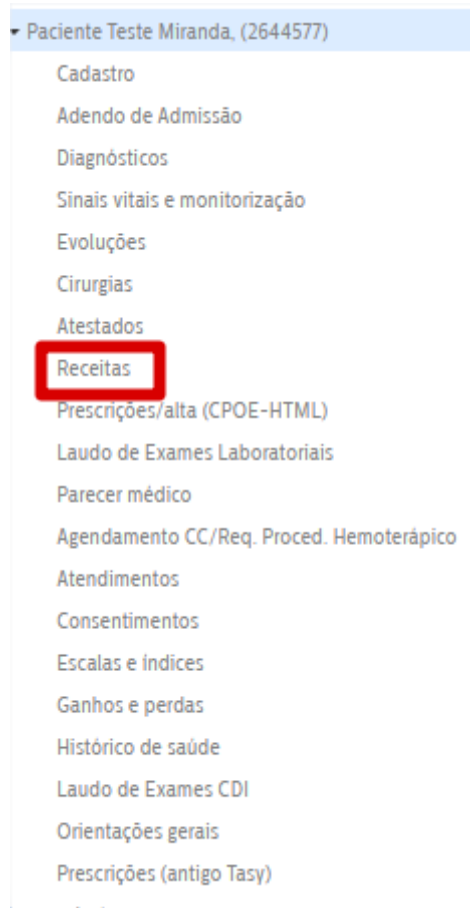 Paciente Teste Miranda, (2644577)
Cadastro
Adendo de Admissão
Diagnósticos
Sinais vitais e monitorização
Evoluções
Cirurgias
Atestados
Receitas
Prescrições/alta (CPOE-HTML)
Laudo de Exames Laboratoriais
Parecer médico
Agendamento CC/Req. Proced. Hemoterápico
Atendimentos
Consentimentos
Escalas e índices
Ganhos e perdas
Histórico de saúde
Laudo de Exames CDI
Orientações gerais
Prescrições (antigo Tasy)